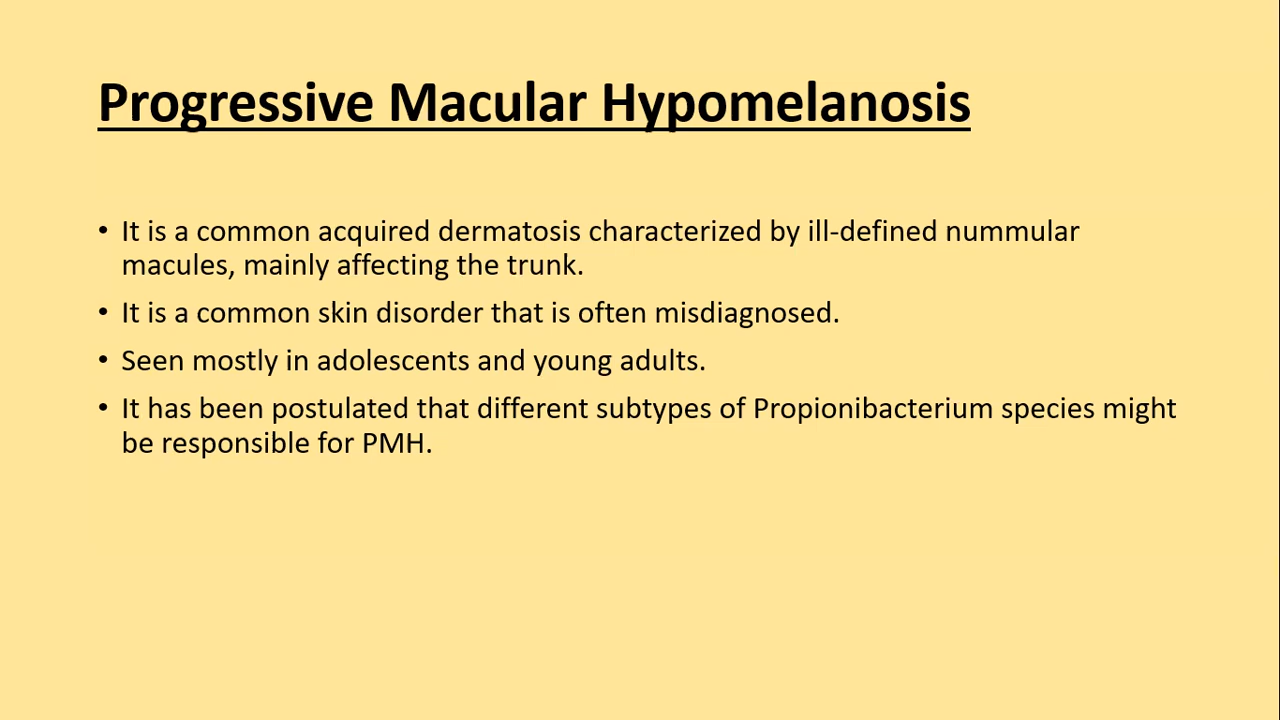 Progressive Macular Hypomelanosis
• It is a common acquired dermatosis characterized by ill-defined nummular
macules, mainly affecting the trunk.
• It is a common skin disorder that is often misdiagnosed.
• Seen mostly in adolescents and young adults.
• It has been postulated that different subtypes of Propionibacterium species might
be responsible for PMH.